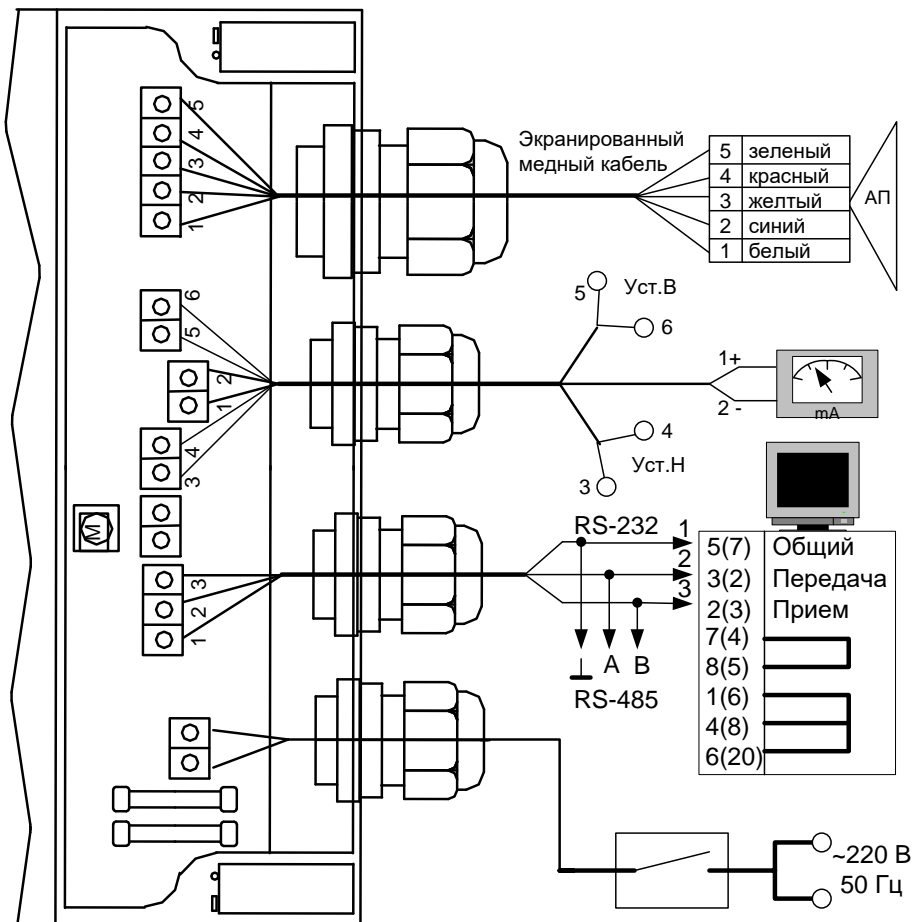 5
4
3
2
1
Экранированный
медный кабель
5 зеленый
4 красный
3 желтый
2 синий
1 белый
АП
6
5
2
1
4
3
5 Уст.В
6
4
Уст.Н
3
1+
2 -
mA
M
3
2
1
RS-232
1
2
3
A B
RS-485
5(7) Общий
3(2) Передача
2(3) Прием
7(4)
8(5)
1(6)
4(8)
6(20)
~220 В
50 Гц